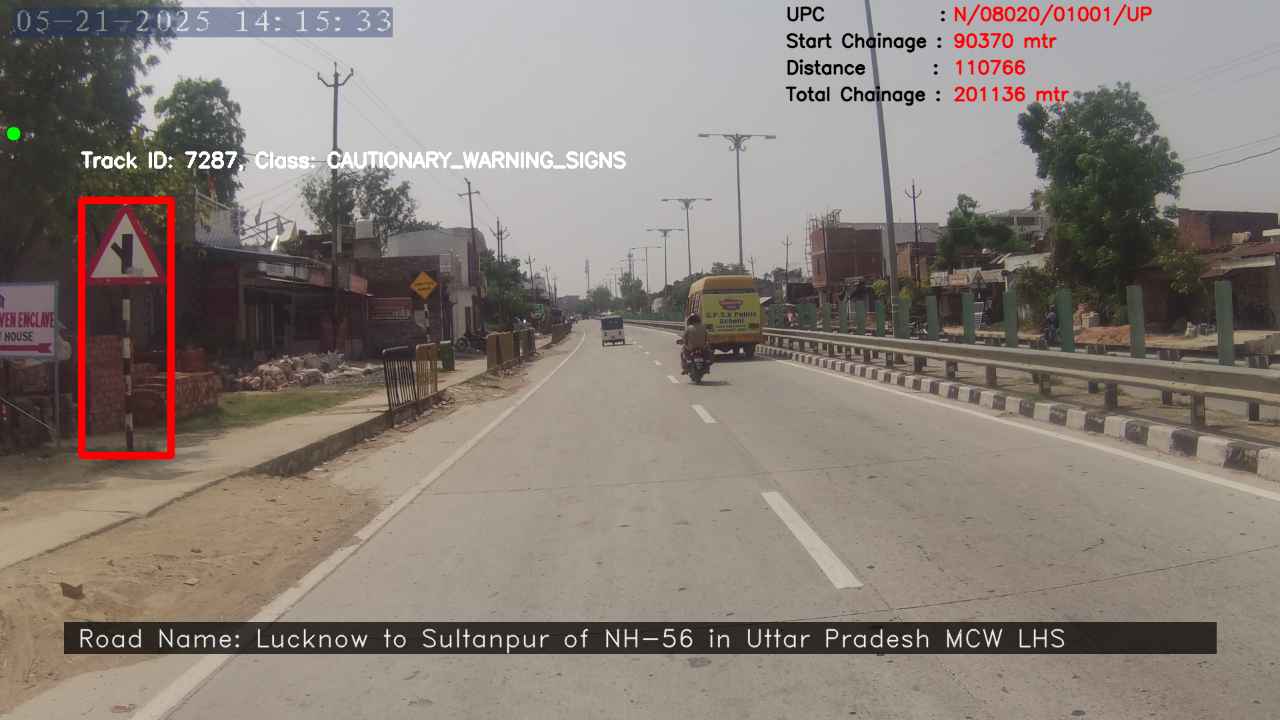 05-21-2025 14:15:33
UPC : N/08020/01001/UP
Start Chainage : 90370 mtr
Distance : 110766
Total Chainage : 201136 mtr
Track ID: 7287, Class: CAUTIONARY_WARNING_SIGNS
VEN ENCLAVE
HOUSE
G.P.S.K Public
School
Road Name: Lucknow to Sultanpur of NH-56 in Uttar Pradesh MCW LHS